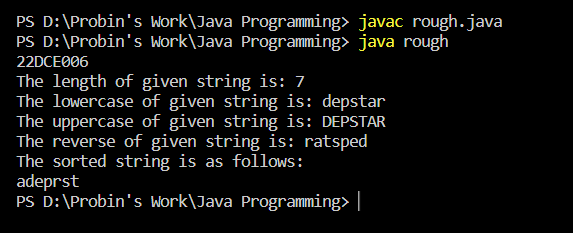 PS D:\Probin's Work\Java Programming> javac rough.java
PS D:\Probin's Work\Java Programming> java rough
22DCE006
The length of given string is: 7
The lowercase of given string is: depstar
The uppercase of given string is: DEPSTAR
The reverse of given string is: ratsped
The sorted string is as follows:
adeprst
PS D:\Probin's Work\Java Programming>